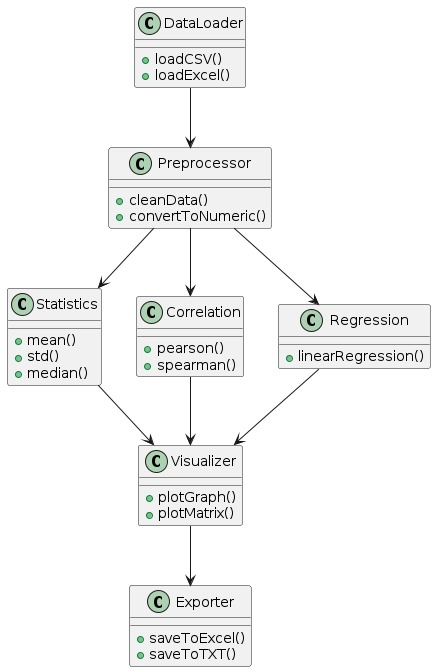 C DataLoader
loadCSV()
loadExcel()
C Preprocessor
cleanData()
convertToNumeric()
C Statistics
mean()
std()
median()
C Correlation
pearson()
spearman()
C Regression
linearRegression()
C Visualizer
plotGraph()
plotMatrix()
C Exporter
saveToExcel()
saveToTXT()